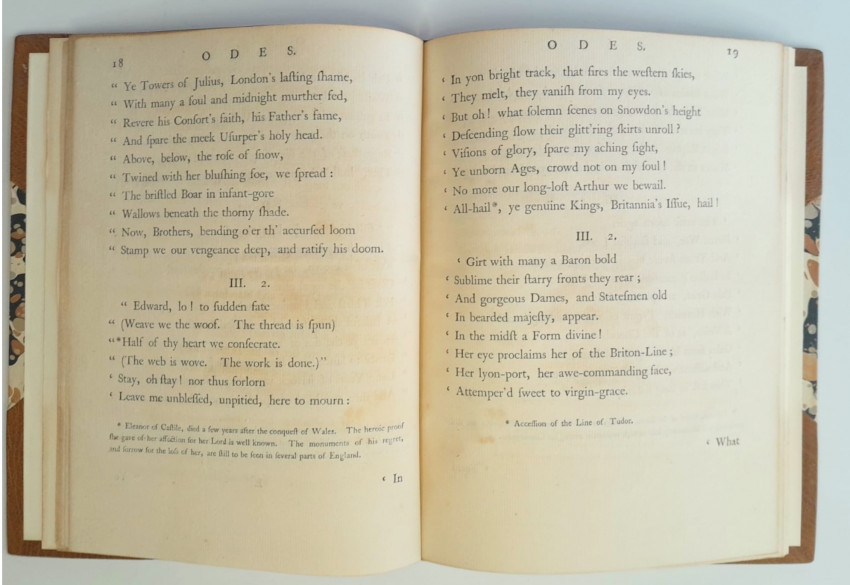 18
O D E S.
“ Ye Towers of Julius, London's laſting ſhame,
“ With many a foul and midnight murther fed,
“ Revere his Conſort's faith, his Father's fame,
“ And ſpare the meek Uſurper's holy head.
“ Above, below, the roſe of ſnow,
“ Twined with her bluſhing foe, we ſpread :
“ The briſtled Boar in infant-gore
“ Wallows beneath the thorny ſhade.
“ Now, Brothers, bending o'er th' accurſed loom
“ Stamp we our vengeance deep, and ratify his doom.
III. 2.
“ Edward, lo! to ſudden fate
“ (Weave we the woof. The thread is ſpun)
“*Half of thy heart we conſecrate.
“ (The web is wove. The work is done.)”
‘ Stay, oh ſtay! nor thus forlorn
‘ Leave me unbleſſed, unpitied, here to mourn :
* Eleanor of Caſtile, died a few years after the conqueſt of Wales. The heroic proof
ſhe gave of her affection for her Lord is well known. The monuments of his regret,
and ſorrow for the loſs of her, are ſtill to be ſeen in ſeveral parts of England.
‘ In
O D E S.
19
‘ In yon bright track, that fires the weſtern ſkies,
‘ They melt, they vaniſh from my eyes.
‘ But oh! what ſolemn ſcenes on Snowdon's height
‘ Deſcending ſlow their glitt'ring ſkirts unroll?
‘ Viſions of glory, ſpare my aching ſight,
‘ Ye unborn Ages, crowd not on my ſoul!
‘ No more our long-loſt Arthur we bewail.
‘ All-hail*, ye genuine Kings, Britannia's Iſſue, hail!
III. 2.
‘ Girt with many a Baron bold
‘ Sublime their ſtarry fronts they rear ;
‘ And gorgeous Dames, and Stateſmen old
‘ In bearded majeſty, appear.
‘ In the midſt a Form divine!
‘ Her eye proclaims her of the Briton-Line ;
‘ Her lyon-port, her awe-commanding face,
‘ Attemper'd ſweet to virgin-grace.
* Acceſſion of the Line of Tudor.
‘ What